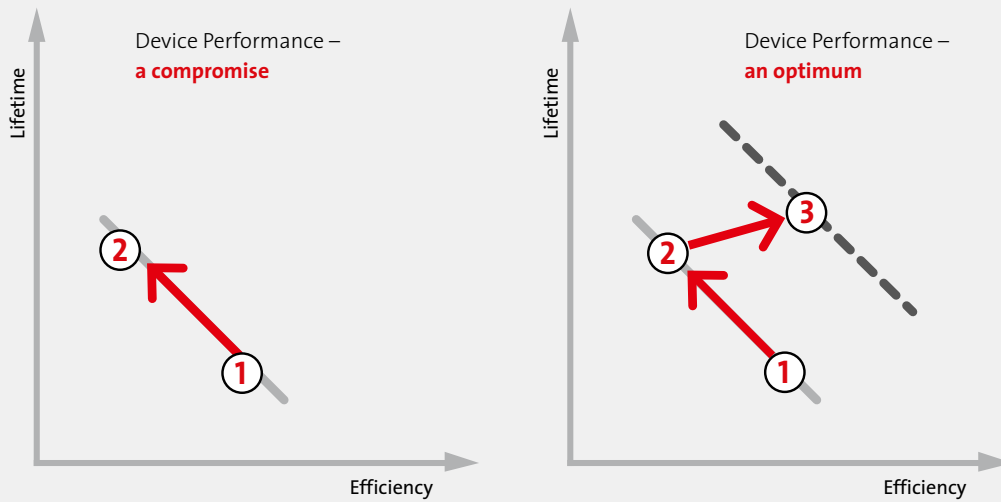 Device Performance –
a compromise
Lifetime
2
1
Efficiency
Device Performance –
an optimum
Lifetime
3
2
1
Efficiency